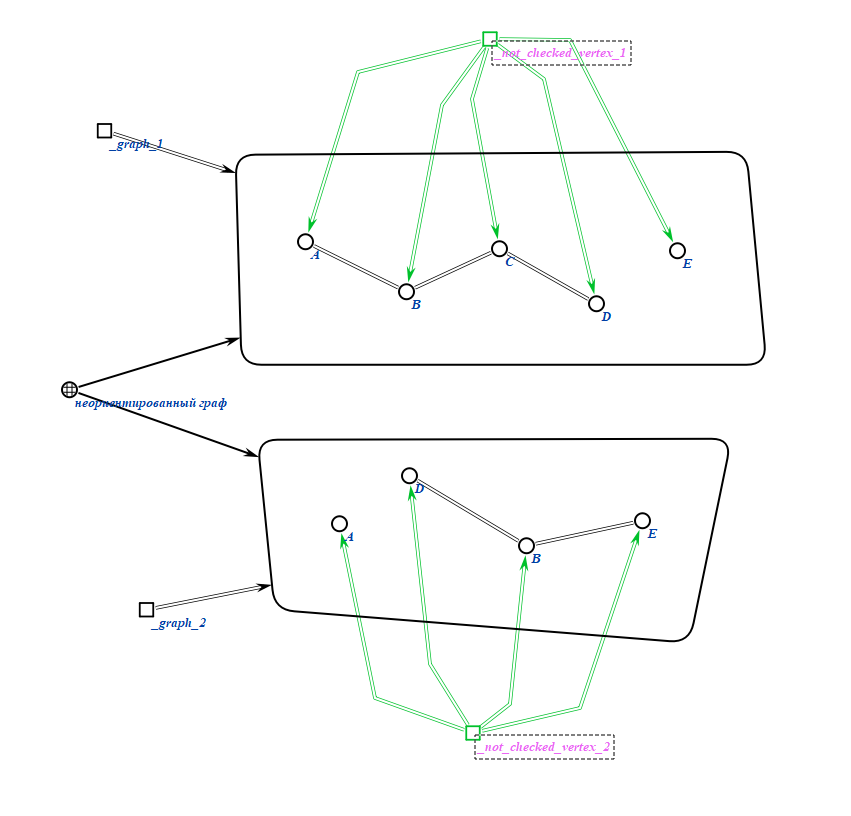 _not_checked_vertex_1
_graph_1
A
C
E
B
D
неориентированный граф
D
A
E
B
_graph_2
_not_checked_vertex_2